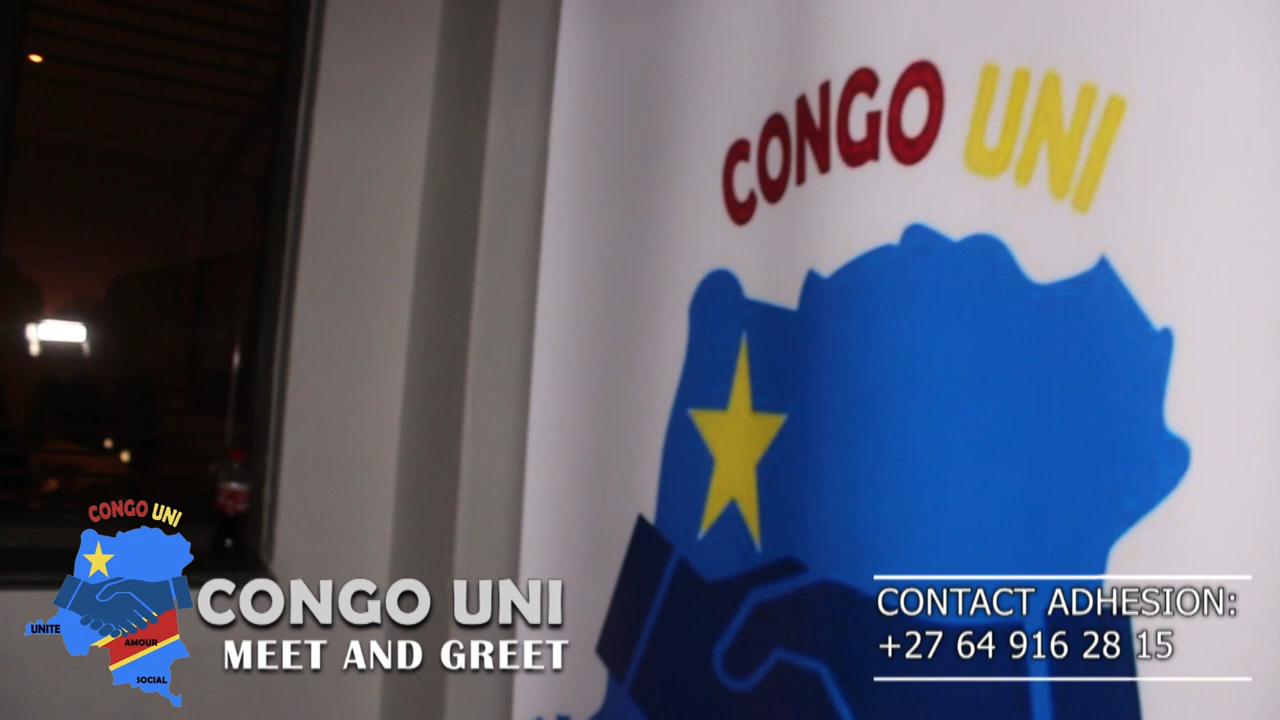 CONGO UNI
CONGO UNI
UNITE
AMOUR
SOCIAL
CONGO UNI
MEET AND GREET
CONTACT ADHESION:
+27 64 916 28 15